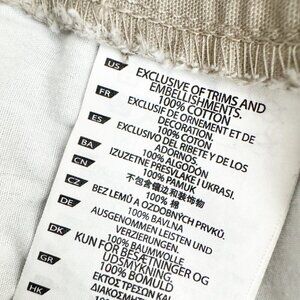 US EXCLUSIVE OF TRIMS AND
EMBELLISHMENTS.
100% COTTON
FR EXCLUSIF DE ORNEMENT ET DE
DECORATION.
100% COTON
ES EXCLUSIVO DEL RIBETE Y DE LOS
ADORNOS.
100% ALGODÓN
BA IZUZETNE PRESVLAKE I UKRASI.
100% PAMUK
CN 不包含镶边和装饰
100% 棉
CZ BEZ LEMŮ A OZDOBNÝCH PRVKŮ.
100% BAVLNA
DE AUSGENOMMEN LEISTEN UND
VERZIERUNGEN.
100% BAUMWOLLE
DK KUN FOR BESÆTNINGER OG
UDSMYKNING.
100% BOMULD
GR ΕΚΤΟΣ ΤΡΕΣΩΝ ΚΑΙ
ΔΙΑΚΟΣΜΗΣ
HK